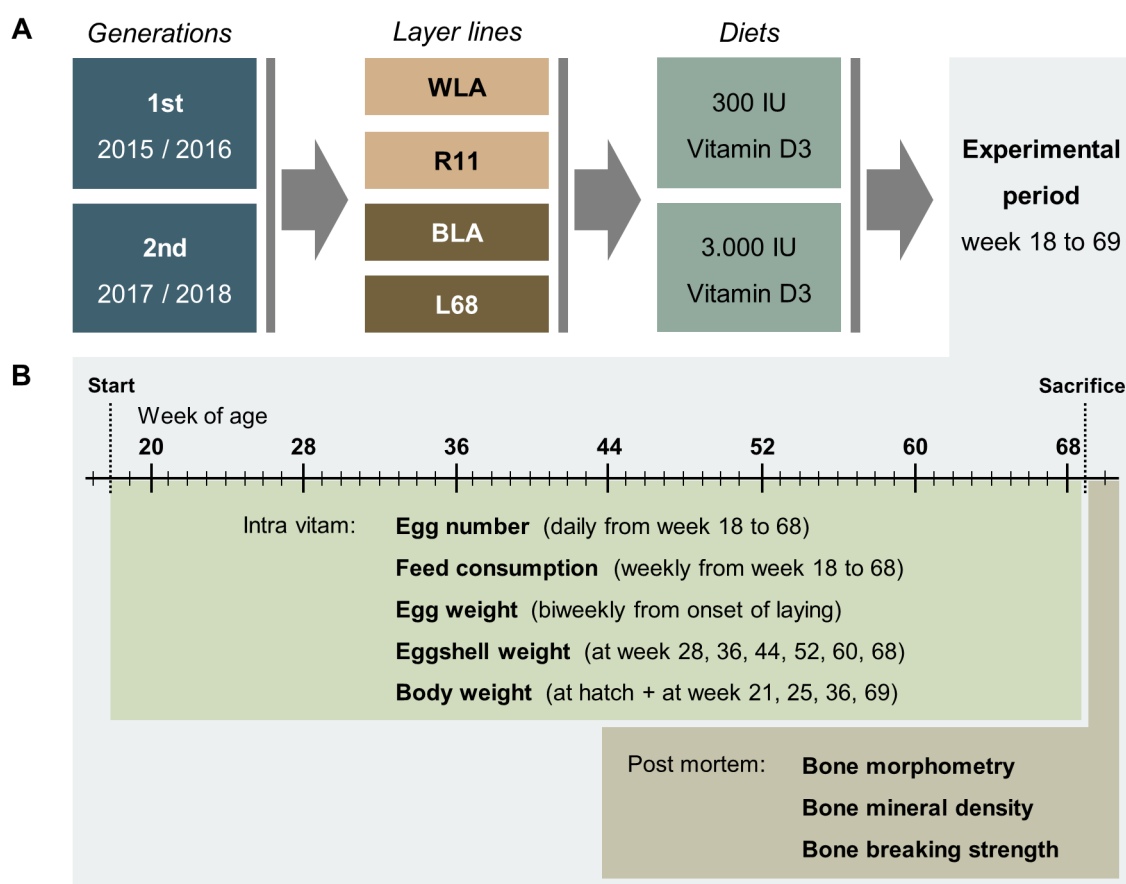 A
Generations
Layer lines
Diets
1st
2015 / 2016
2nd
2017 / 2018
WLA
R11
BLA
L68
300 IU
Vitamin D3
3.000 IU
Vitamin D3
Experimental
period
week 18 to 69
B
Start
Sacrifice
Week of age
20 28 36 44 52 60 68
Intra vitam: Egg number (daily from week 18 to 68)
Feed consumption (weekly from week 18 to 68)
Egg weight (biweekly from onset of laying)
Eggshell weight (at week 28, 36, 44, 52, 60, 68)
Body weight (at hatch + at week 21, 25, 36, 69)
Post mortem: Bone morphometry
Bone mineral density
Bone breaking strength